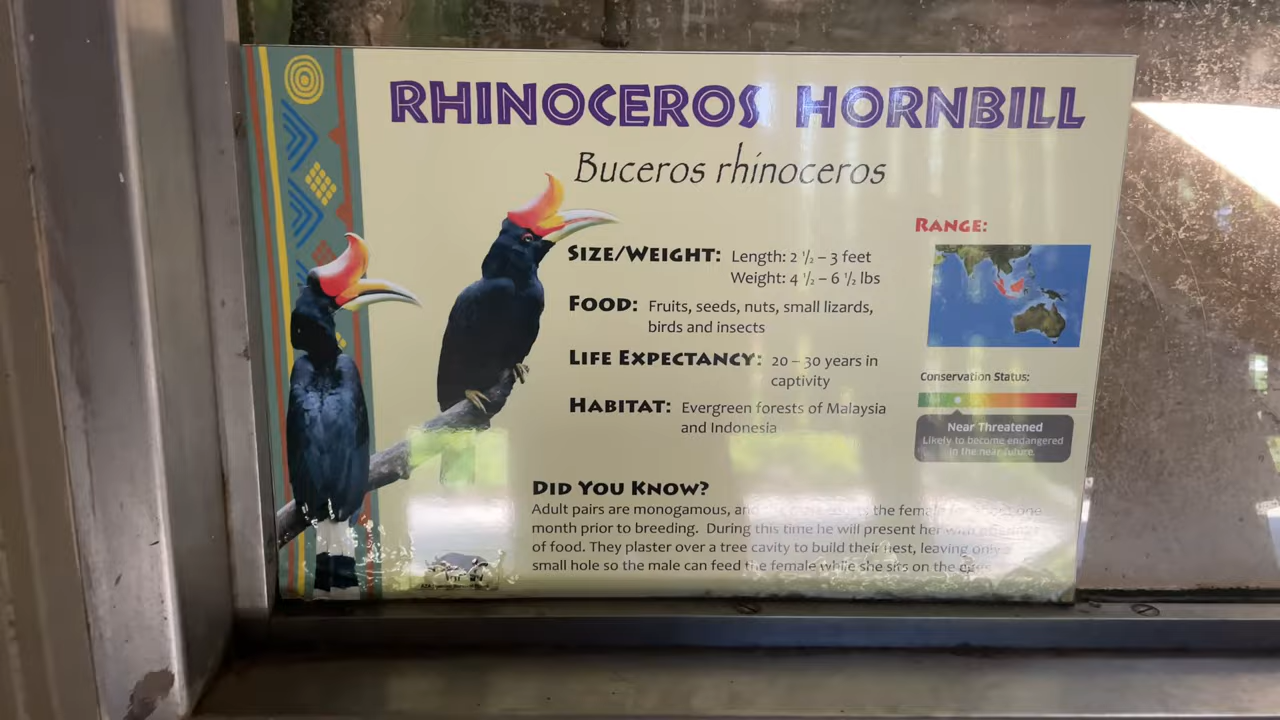 RHINOCEROS HORNBILL
Buceros rhinoceros
SIZE/WEIGHT: Length: 2 1/2 – 3 feet
Weight: 4 1/2 – 6 1/2 lbs
FOOD: Fruits, seeds, nuts, small lizards,
birds and insects
LIFE EXPECTANCY: 20 – 30 years in
captivity
HABITAT: Evergreen forests of Malaysia
and Indonesia
RANGE:
Conservation Status:
Near Threatened
Likely to become endangered
in the near future.
DID YOU KNOW?
Adult pairs are monogamous, and the female one
month prior to breeding. During this time he will present her with
of food. They plaster over a tree cavity to build their nest, leaving only
small hole so the male can feed the female while she sits on the eggs